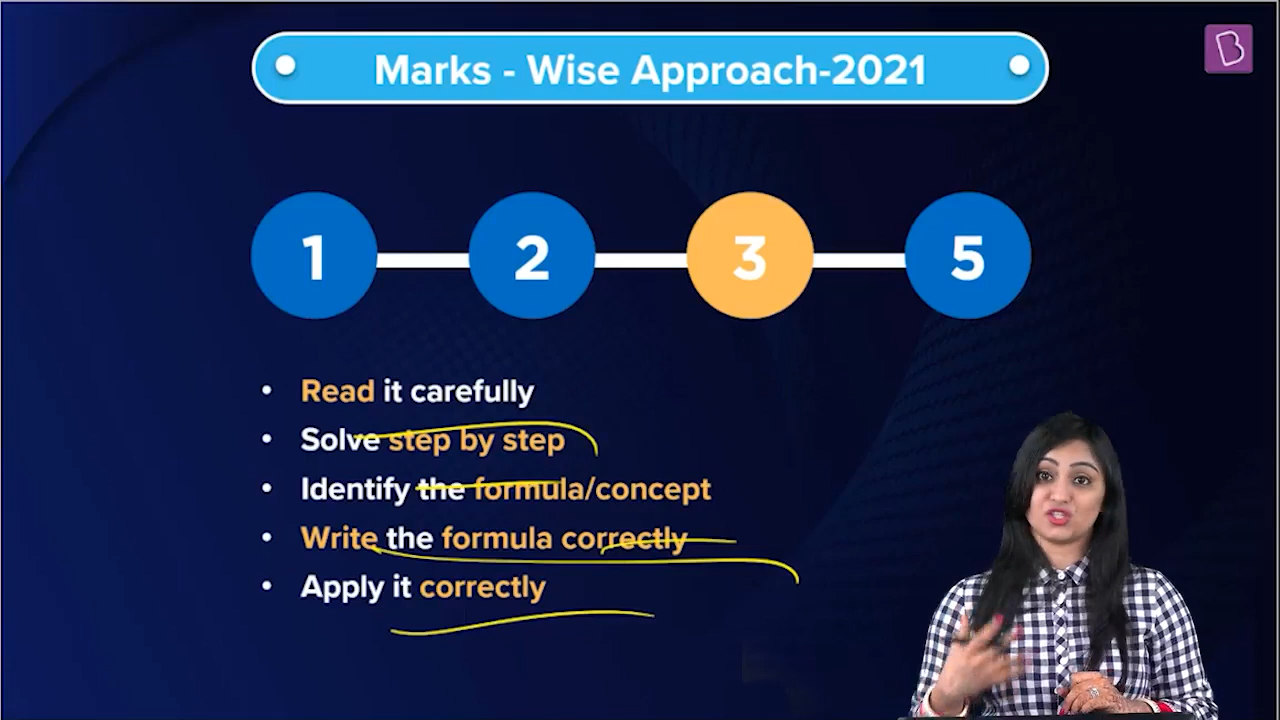 Marks - Wise Approach-2021
1
2
3
5
• Read it carefully
• Solve step by step
• Identify the formula/concept
• Write the formula correctly
• Apply it correctly